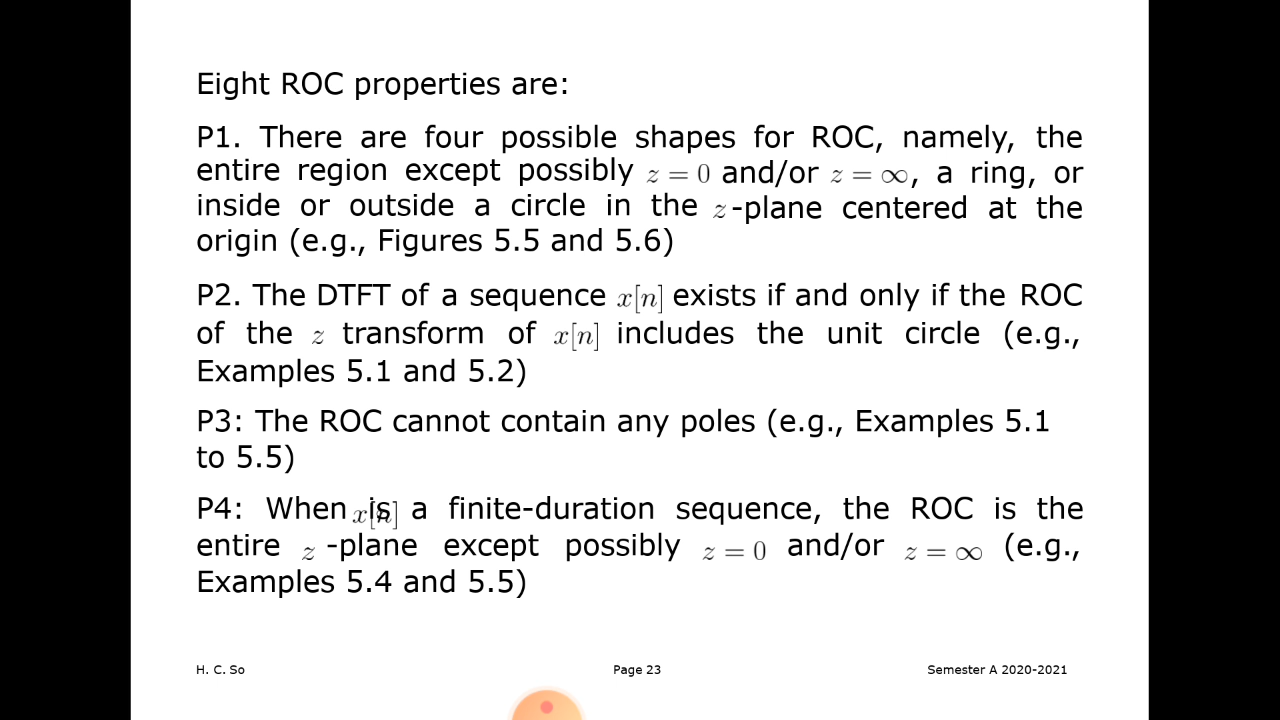 Eight ROC properties are:
P1. There are four possible shapes for ROC, namely, the
entire region except possibly z = 0 and/or z = ∞, a ring, or
inside or outside a circle in the z-plane centered at the
origin (e.g., Figures 5.5 and 5.6)
P2. The DTFT of a sequence x[n] exists if and only if the ROC
of the z transform of x[n] includes the unit circle (e.g.,
Examples 5.1 and 5.2)
P3: The ROC cannot contain any poles (e.g., Examples 5.1
to 5.5)
P4: When x[n] is a finite-duration sequence, the ROC is the
entire z -plane except possibly z = 0 and/or z = ∞ (e.g.,
Examples 5.4 and 5.5)
H. C. So Page 23 Semester A 2020-2021